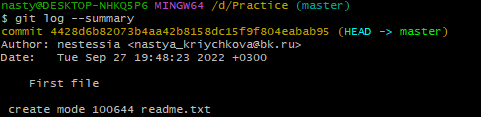 nasty@DESKTOP-NHKQ5P6 MINGW64 /d/Practice (master)
$ git log --summary
commit 4428d6b82073b4aa42b8158dc15f9f804eabab95 (HEAD -> master)
Author: nestessia <nastya_kriychkova@bk.ru>
Date:   Tue Sep 27 19:48:23 2022 +0300
    First file
 create mode 100644 readme.txt